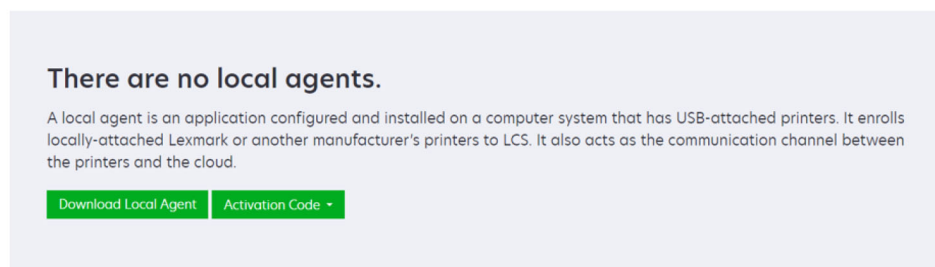 There are no local agents.
A local agent is an application configured and installed on a computer system that has USB-attached printers. It enrolls
locally-attached Lexmark or another manufacturer's printers to LCS. It also acts as the communication channel between
the printers and the cloud.
Download Local Agent Activation Code